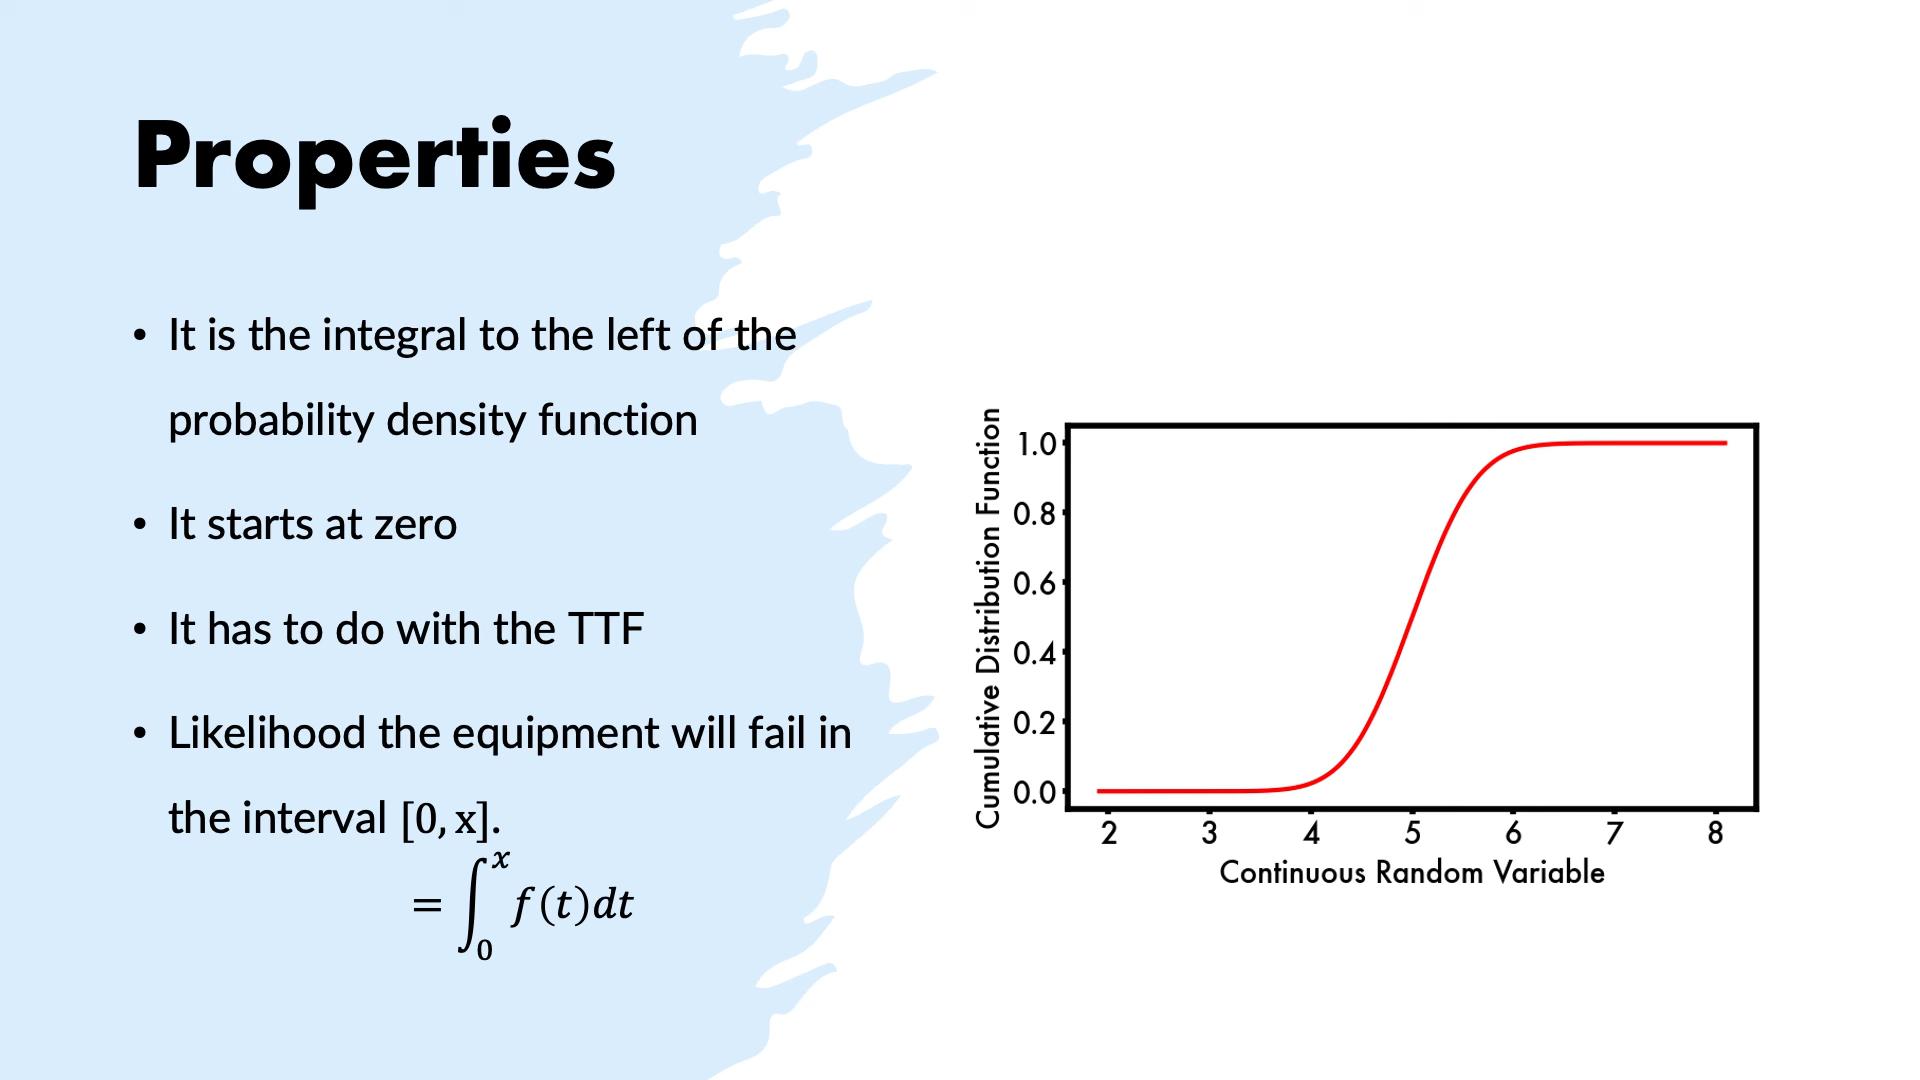 Properties
• It is the integral to the left of the
probability density function
• It starts at zero
• It has to do with the TTF
• Likelihood the equipment will fail in
the interval [0, x].
= ∫₀ˣ f(t)dt
Cumulative Distribution Function
1.0
0.8
0.6
0.4
0.2
0.0
2 3 4 5 6 7 8
Continuous Random Variable